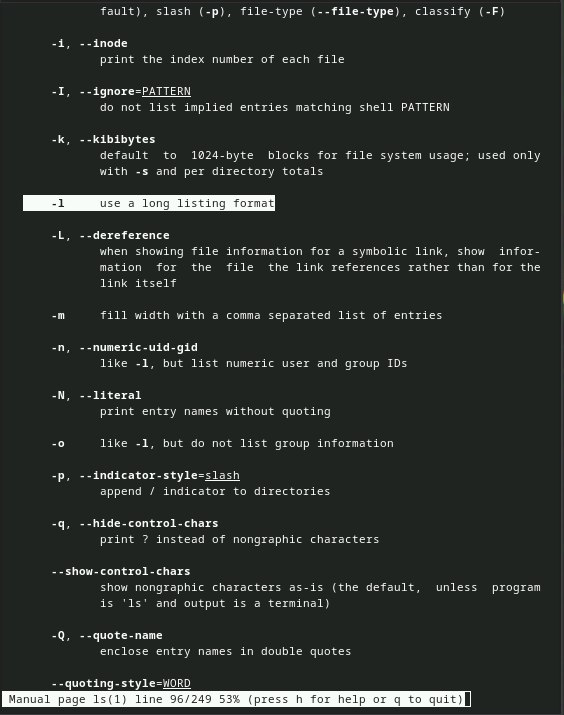 fault), slash (-p), file-type (--file-type), classify (-F)
-i, --inode
print the index number of each file
-I, --ignore=PATTERN
do not list implied entries matching shell PATTERN
-k, --kibibytes
default  to  1024-byte  blocks for file system usage; used only
with -s and per directory totals
-l     use a long listing format
-L, --dereference
when showing file information for a symbolic link, show  infor-
mation  for  the  file  the link references rather than for the
link itself
-m     fill width with a comma separated list of entries
-n, --numeric-uid-gid
like -l, but list numeric user and group IDs
-N, --literal
print entry names without quoting
-o     like -l, but do not list group information
-p, --indicator-style=slash
append / indicator to directories
-q, --hide-control-chars
print ? instead of nongraphic characters
--show-control-chars
show nongraphic characters as-is (the default,  unless  program
is 'ls' and output is a terminal)
-Q, --quote-name
enclose entry names in double quotes
--quoting-style=WORD
Manual page ls(1) line 96/249 53% (press h for help or q to quit)